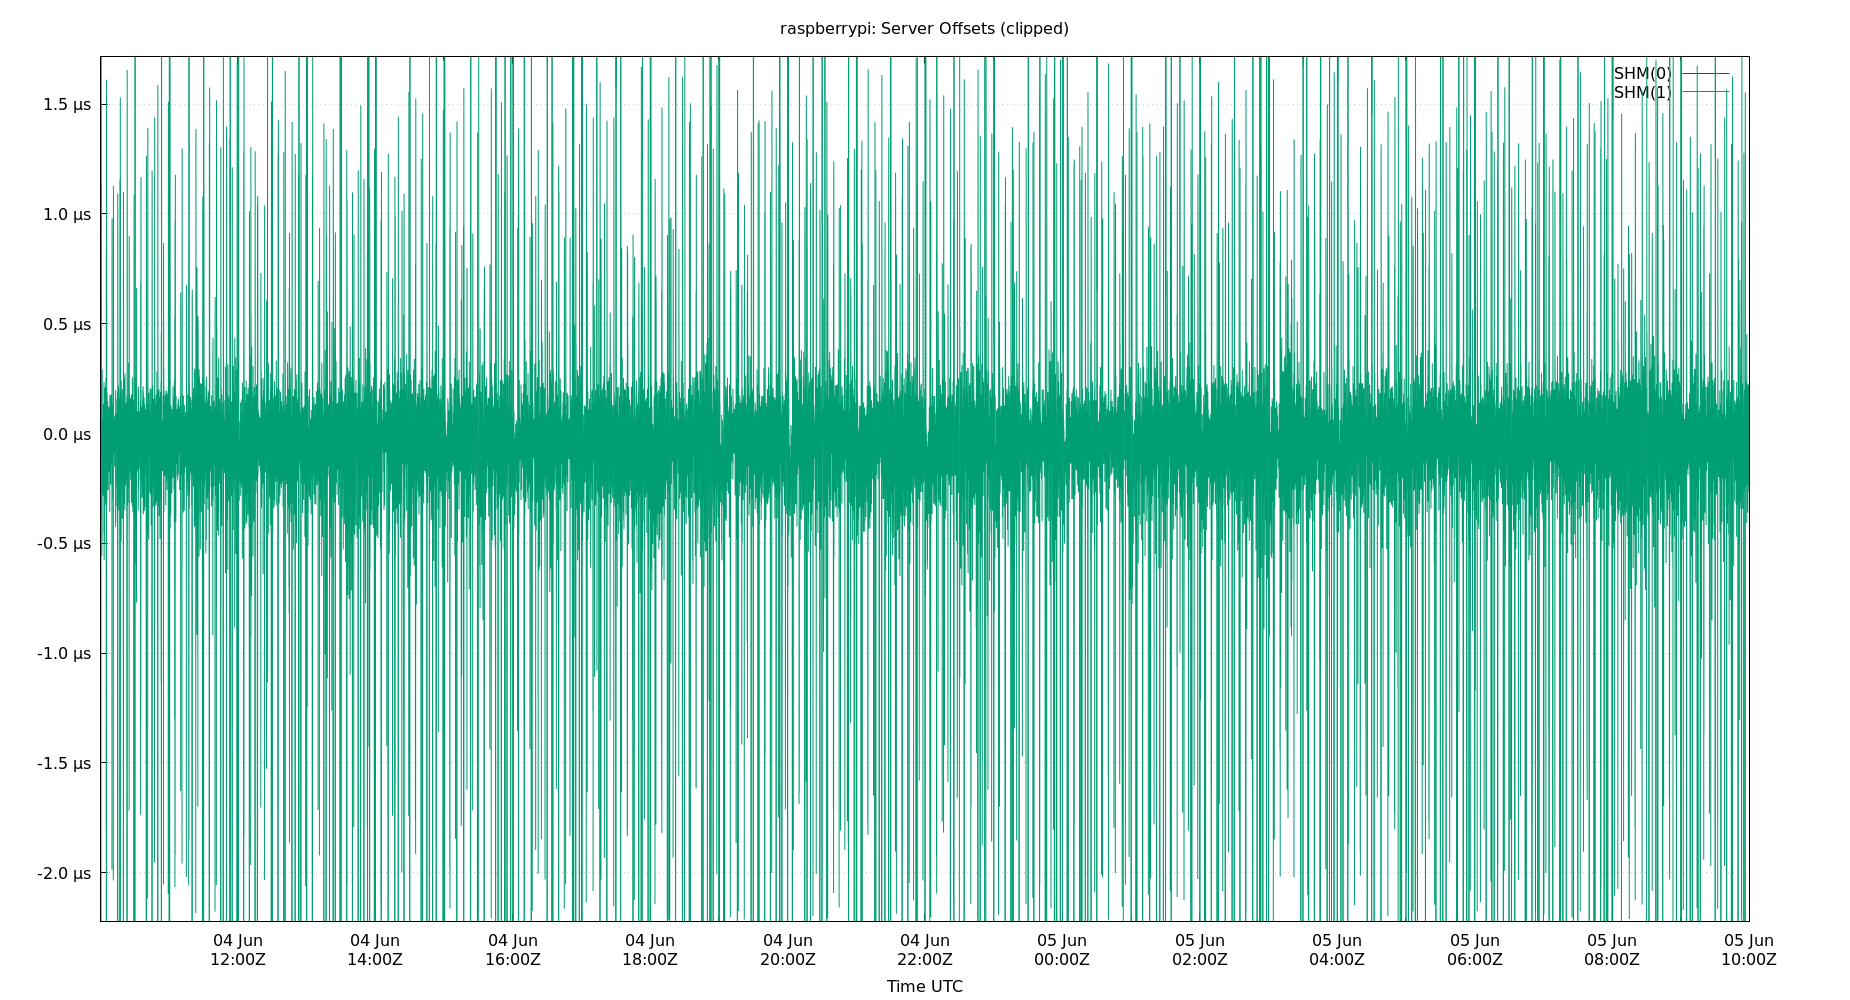 raspberrypi: Server Offsets (clipped)
SHM(0)
SHM(1)
1.5 µs
1.0 µs
0.5 µs
0.0 µs
-0.5 µs
-1.0 µs
-1.5 µs
-2.0 µs
04 Jun 04 Jun 04 Jun 04 Jun 04 Jun 04 Jun 05 Jun 05 Jun 05 Jun 05 Jun 05 Jun 05 Jun
12:00Z 14:00Z 16:00Z 18:00Z 20:00Z 22:00Z 00:00Z 02:00Z 04:00Z 06:00Z 08:00Z 10:00Z
Time UTC